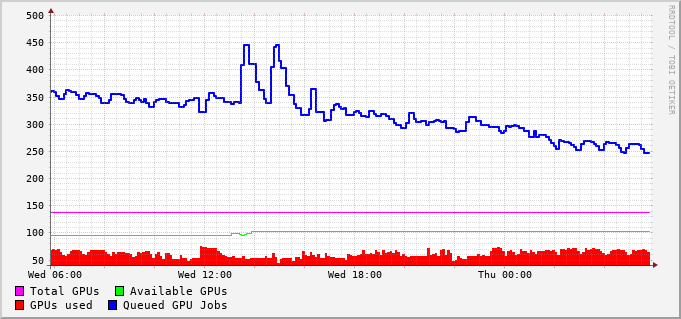 500
450
400
350
300
250
200
150
100
50
Wed 06:00 Wed 12:00 Wed 18:00 Thu 00:00
Total GPUs Available GPUs
GPUs used Queued GPU Jobs
RRDTOOL / TOBI OETIKER